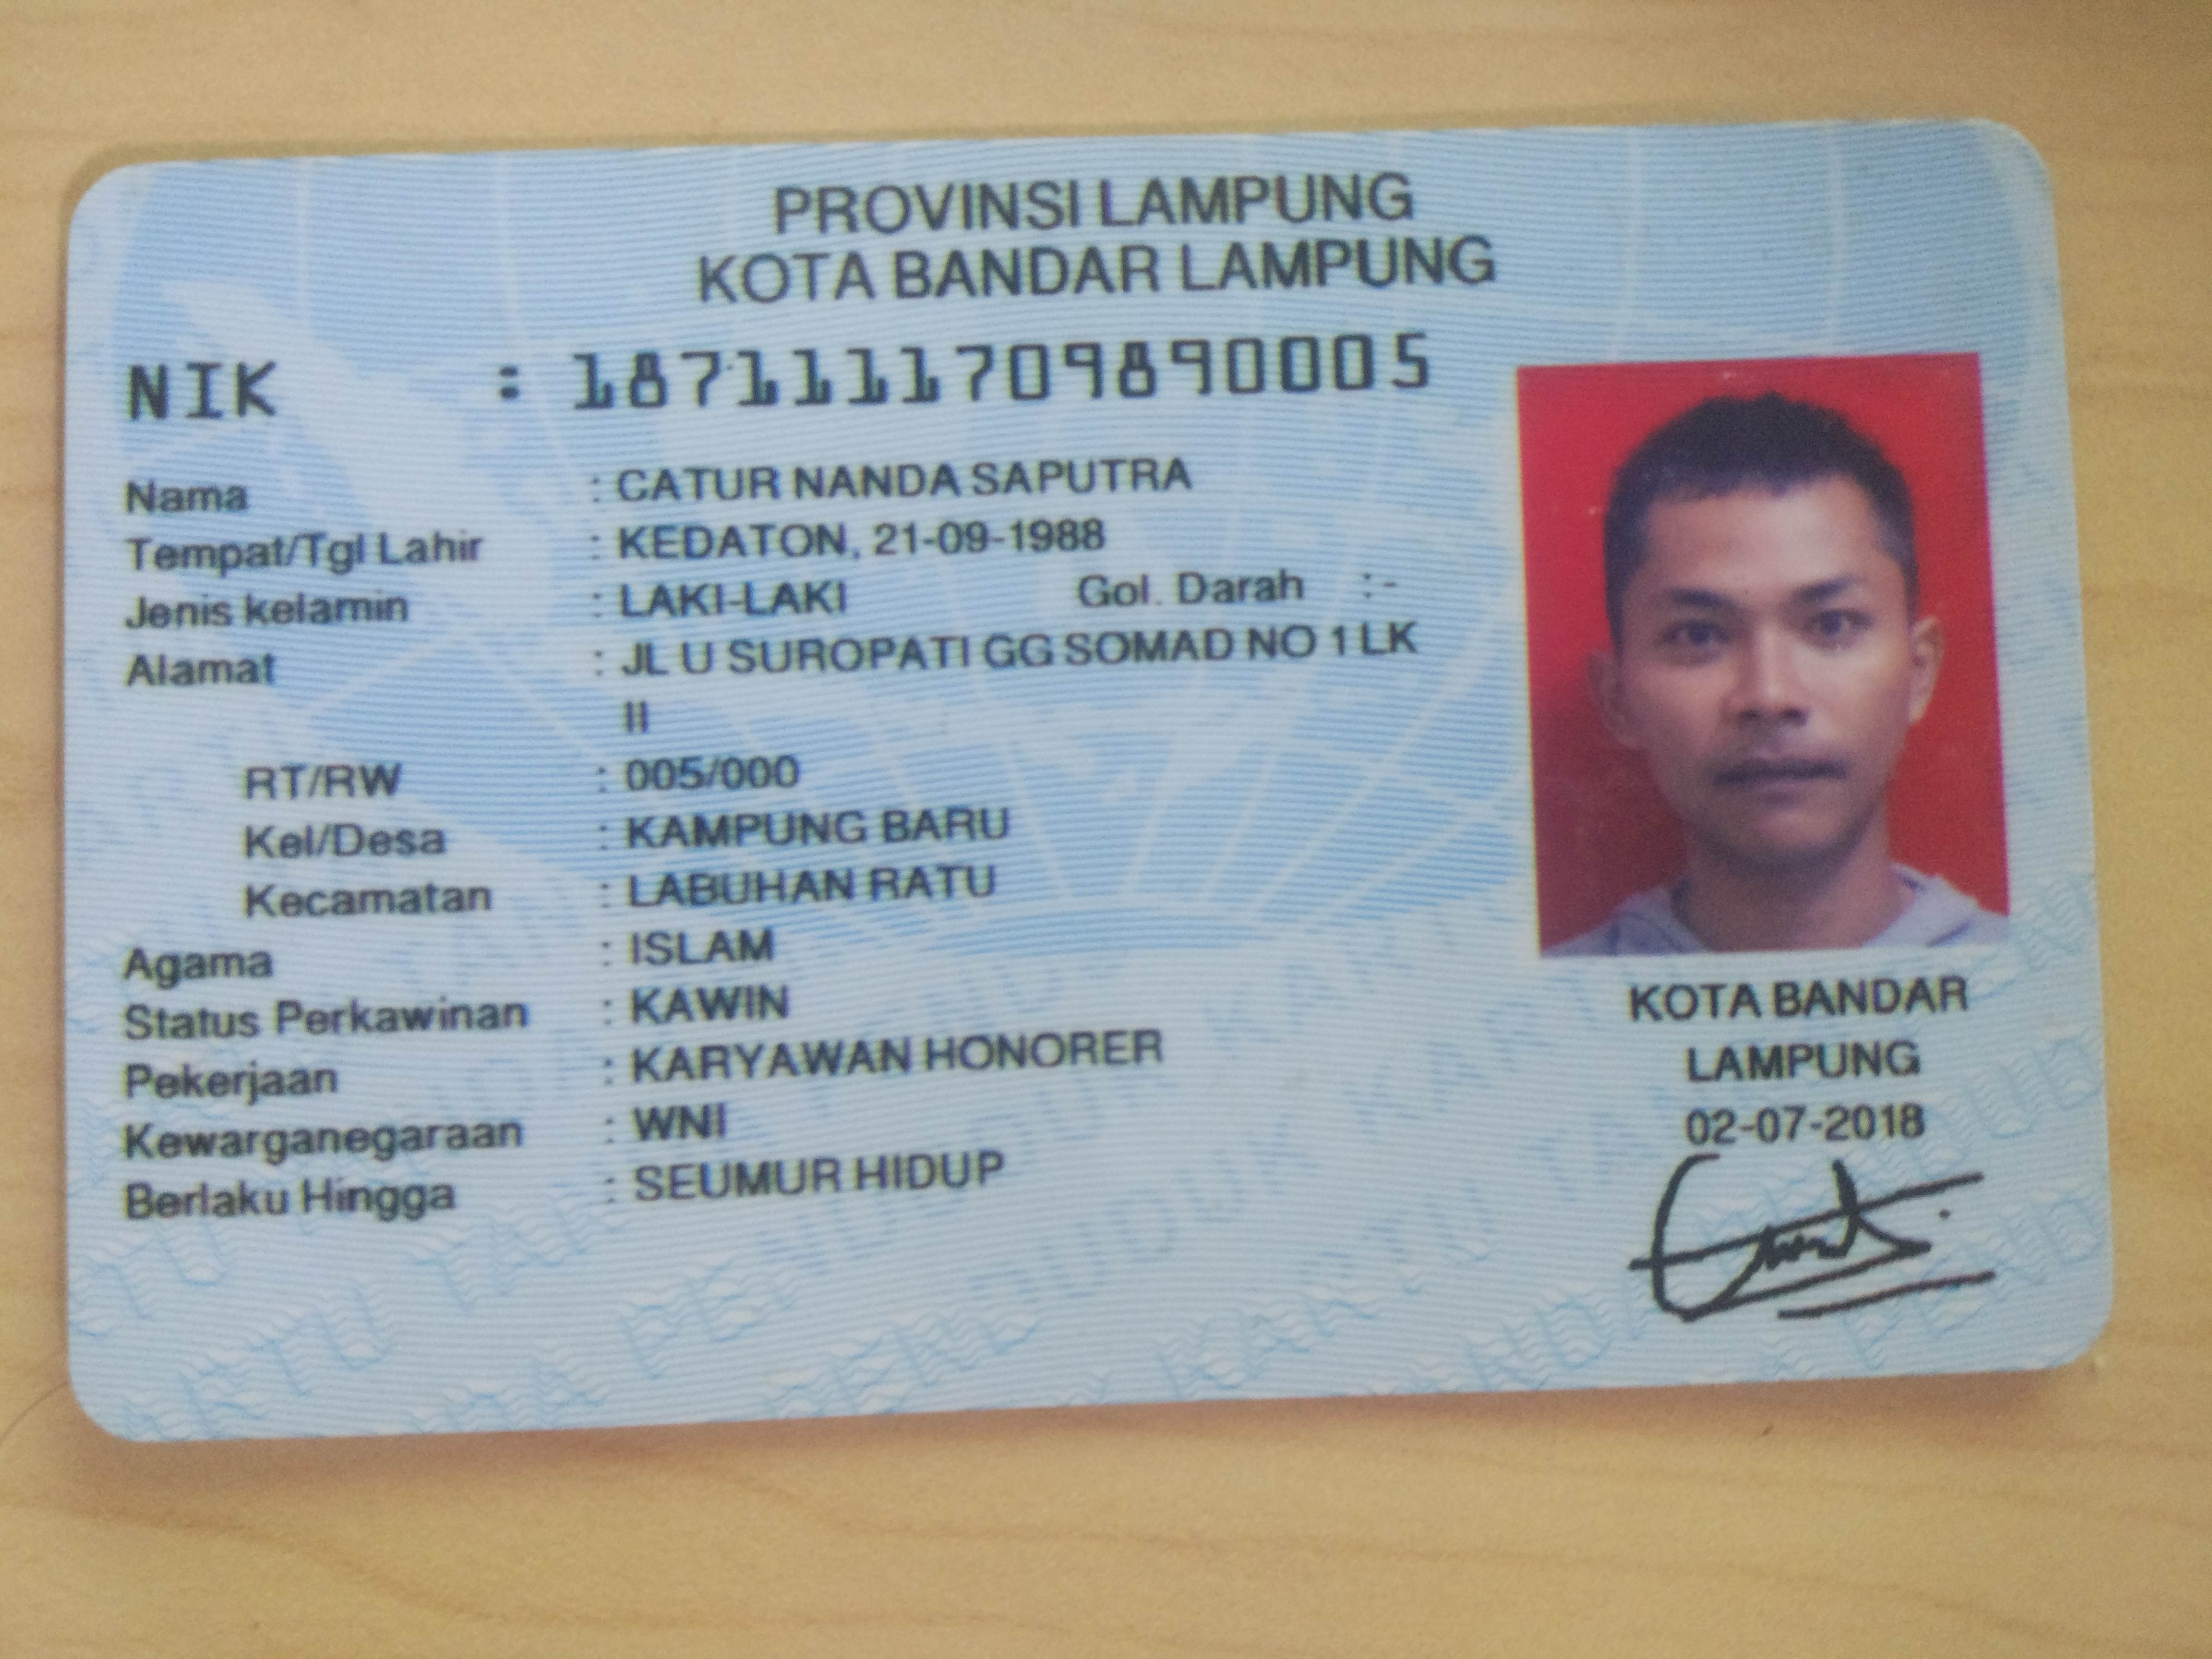 PROVINSI LAMPUNG
KOTA BANDAR LAMPUNG
NIK : 1871111709890005
Nama : CATUR NANDA SAPUTRA
Tempat/Tgl Lahir : KEDATON, 21-09-1988
Jenis kelamin : LAKI-LAKI Gol. Darah : -
Alamat : JL U SUROPATI GG SOMAD NO 1 LK
II
RT/RW : 005/000
Kel/Desa : KAMPUNG BARU
Kecamatan : LABUHAN RATU
Agama : ISLAM
Status Perkawinan : KAWIN
Pekerjaan : KARYAWAN HONORER
Kewarganegaraan : WNI
Berlaku Hingga : SEUMUR HIDUP
KOTA BANDAR
LAMPUNG
02-07-2018